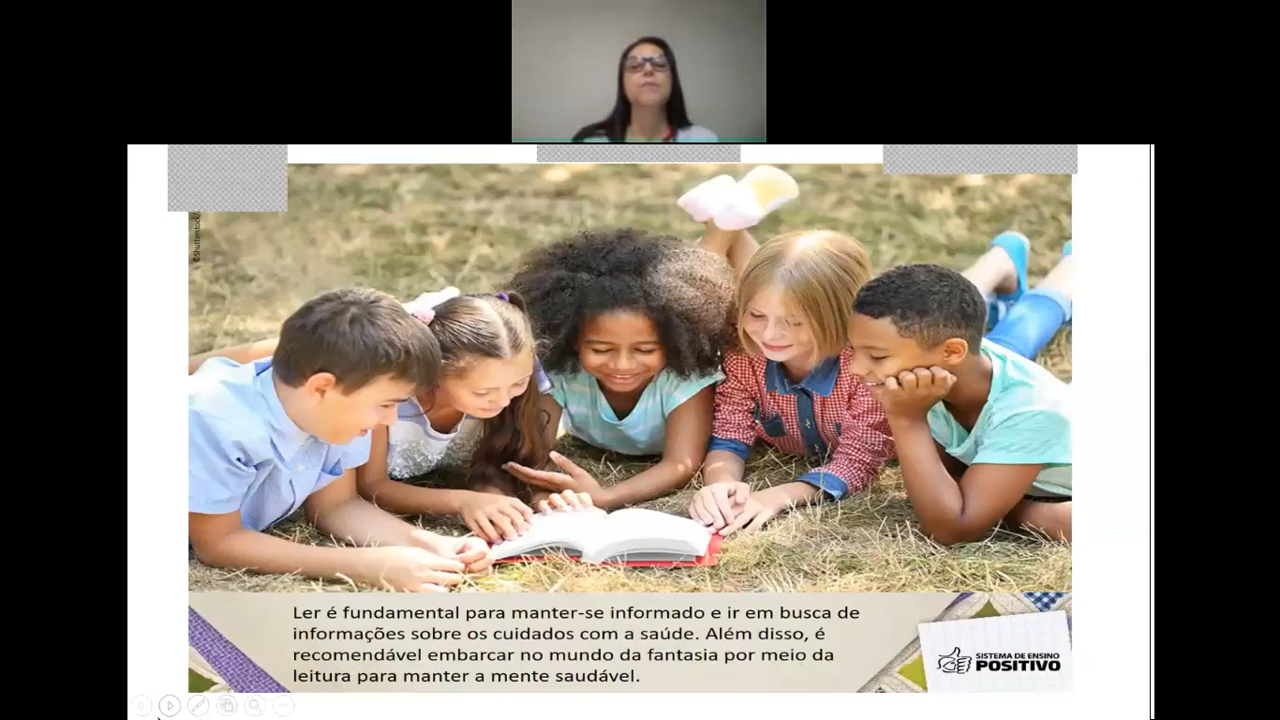 ©Shutterstock/
Ler é fundamental para manter-se informado e ir em busca de
informações sobre os cuidados com a saúde. Além disso, é
recomendável embarcar no mundo da fantasia por meio da
leitura para manter a mente saudável.
SISTEMA DE ENSINO
POSITIVO